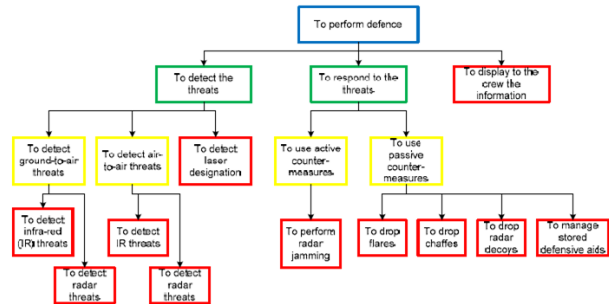 To perform defence
To detect the
threats
To respond to the
threats
To display to the
crew the
information
To detect
ground-to-air
threats
To detect air-
to-air threats
To detect
laser
designation
To use active
counter-
measures
To use
passive
counter-
measures
To detect
infra-red
(IR) threats
To detect
IR threats
To perform
radar
jamming
To drop
flares
To drop
chaffes
To drop
radar
decoys
To manage
stored
defensive aids
To detect
radar
threats
To detect
radar threats